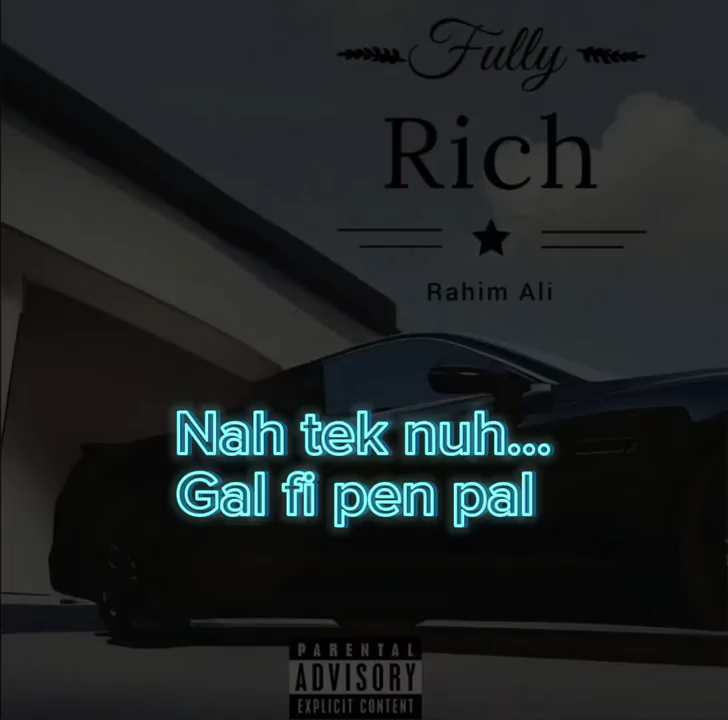 Fully
Rich
Rahim Ali
Nah tek nuh...
Gal fi pen pal
PARENTAL
ADVISORY
EXPLICIT CONTENT